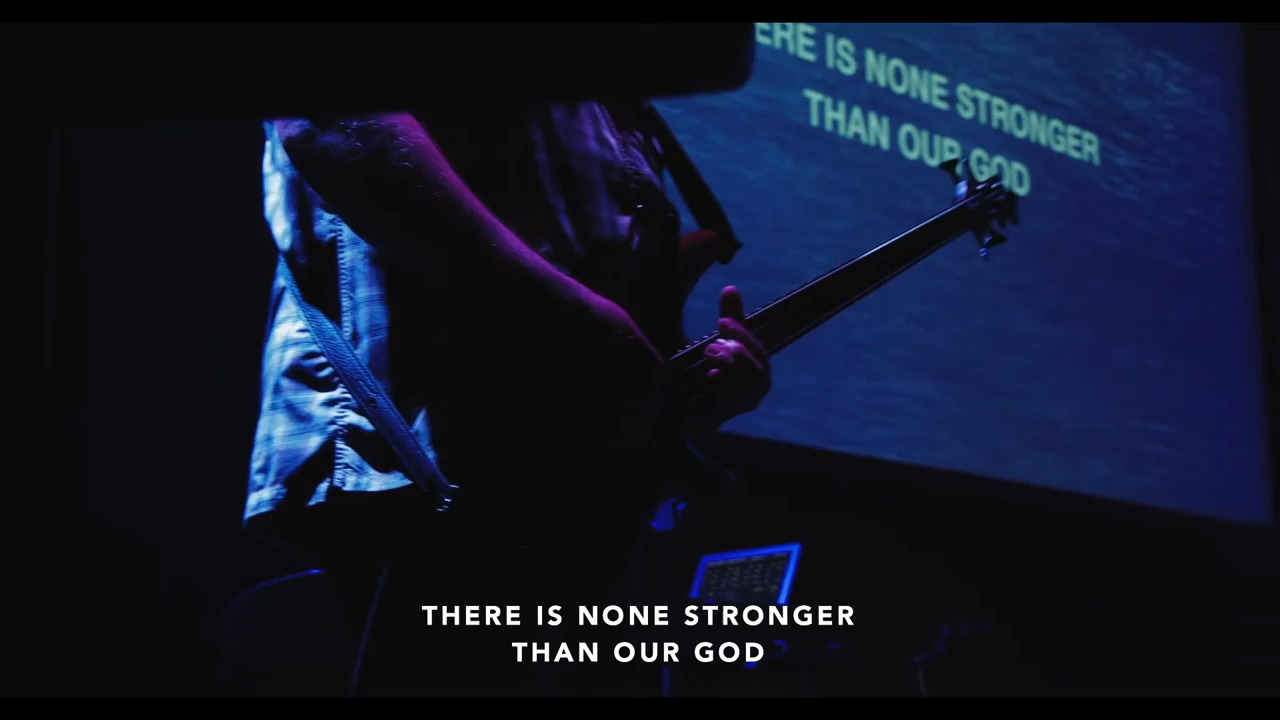 ERE IS NONE STRONGER
THAN OUR GOD
THERE IS NONE STRONGER
THAN OUR GOD